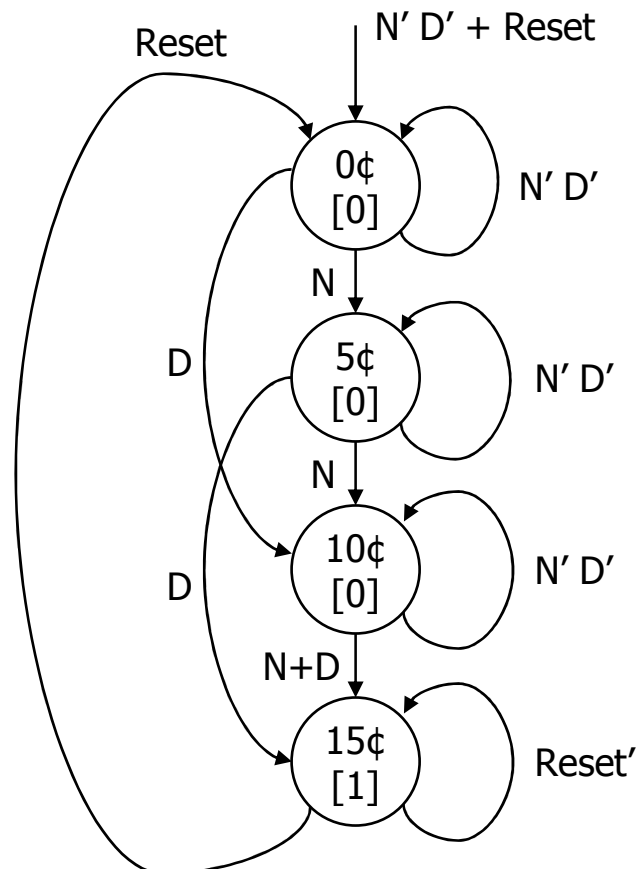 N′ D′ + Reset
Reset
0¢
[0]
N′ D′
N
D
5¢
[0]
N′ D′
N
D
10¢
[0]
N′ D′
N+D
15¢
[1]
Reset′